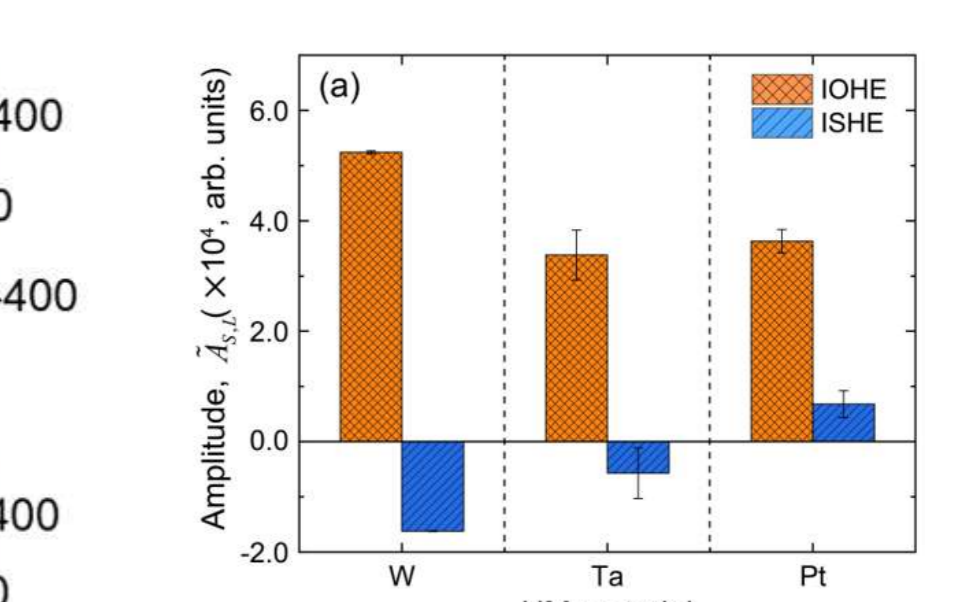 400
0
400
400
0
(a)
IOHE
ISHE
Amplitude, Ã_S,L( ×10⁴, arb. units)
6.0
4.0
2.0
0.0
-2.0
W
Ta
Pt